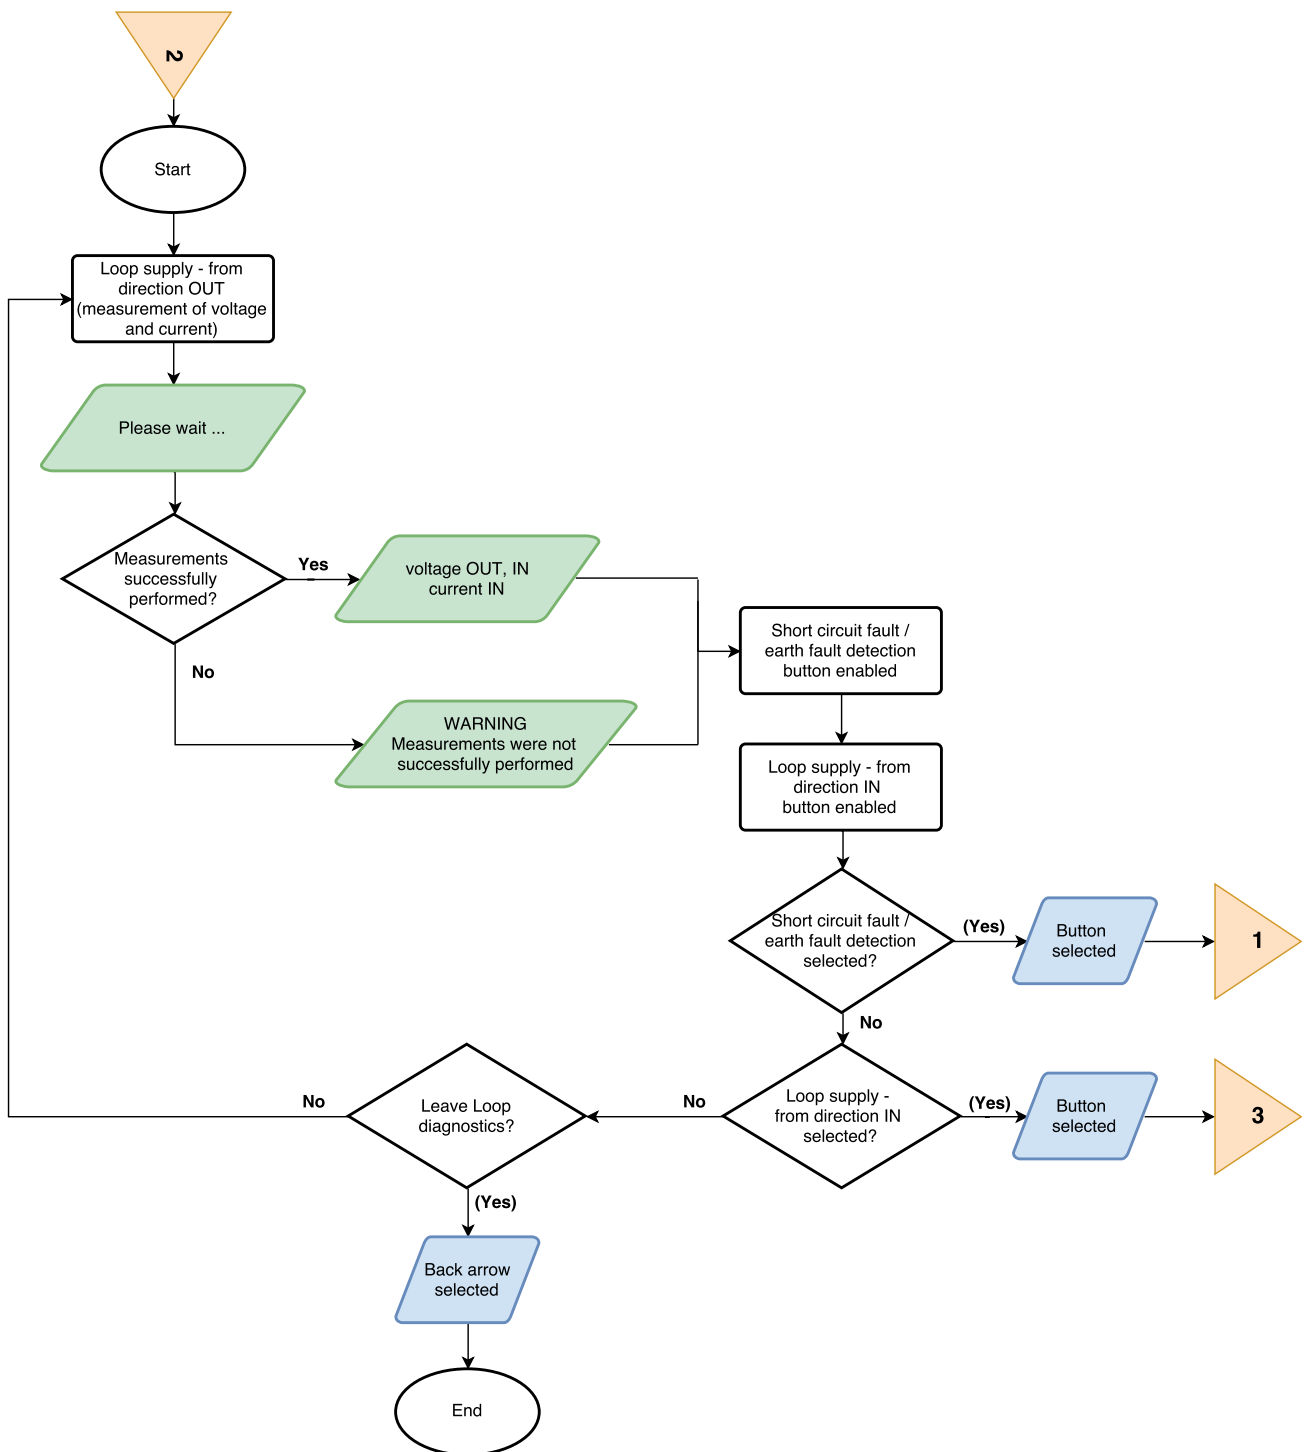 2
Start
Loop supply - from
direction OUT
(measurement of voltage
and current)
Please wait ...
Measurements
successfully
performed?
Yes
voltage OUT, IN
current IN
No
WARNING
Measurements were not
successfully performed
Short circuit fault /
earth fault detection
button enabled
Loop supply - from
direction IN
button enabled
Short circuit fault /
earth fault detection
selected?
(Yes)
Button
selected
1
No
Loop supply -
from direction IN
selected?
(Yes)
Button
selected
3
No
Leave Loop
diagnostics?
No
(Yes)
Back arrow
selected
End